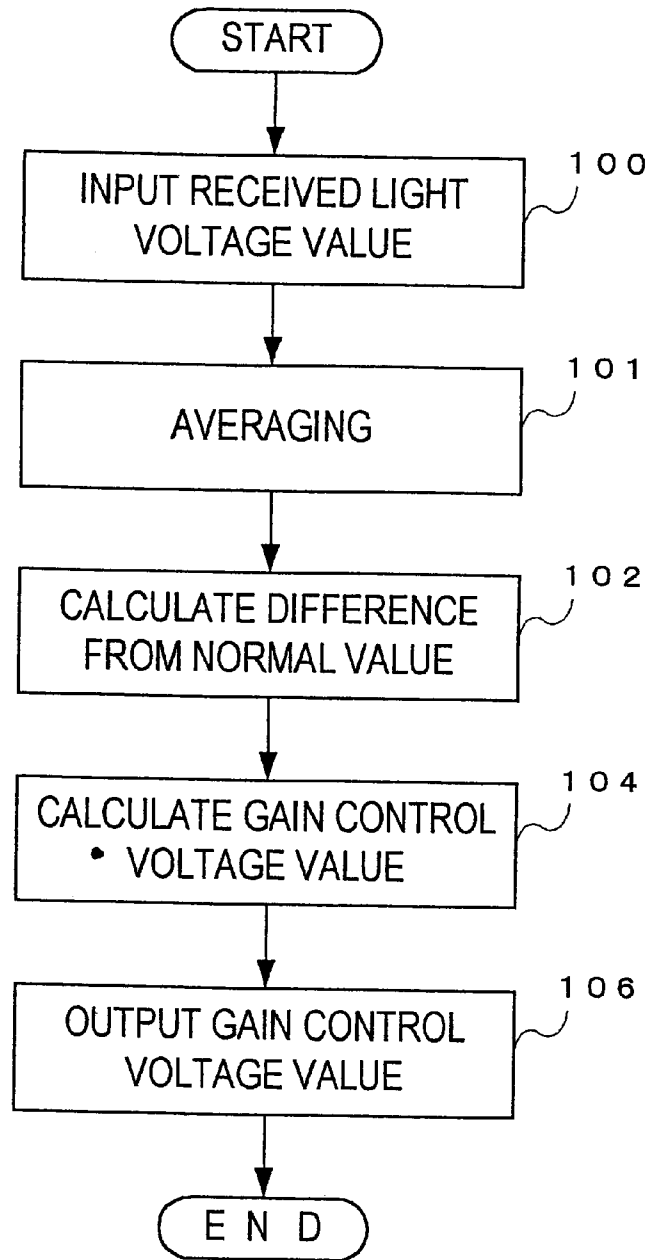 START
INPUT RECEIVED LIGHT
VOLTAGE VALUE
100
AVERAGING
101
CALCULATE DIFFERENCE
FROM NORMAL VALUE
102
CALCULATE GAIN CONTROL
VOLTAGE VALUE
104
OUTPUT GAIN CONTROL
VOLTAGE VALUE
106
END